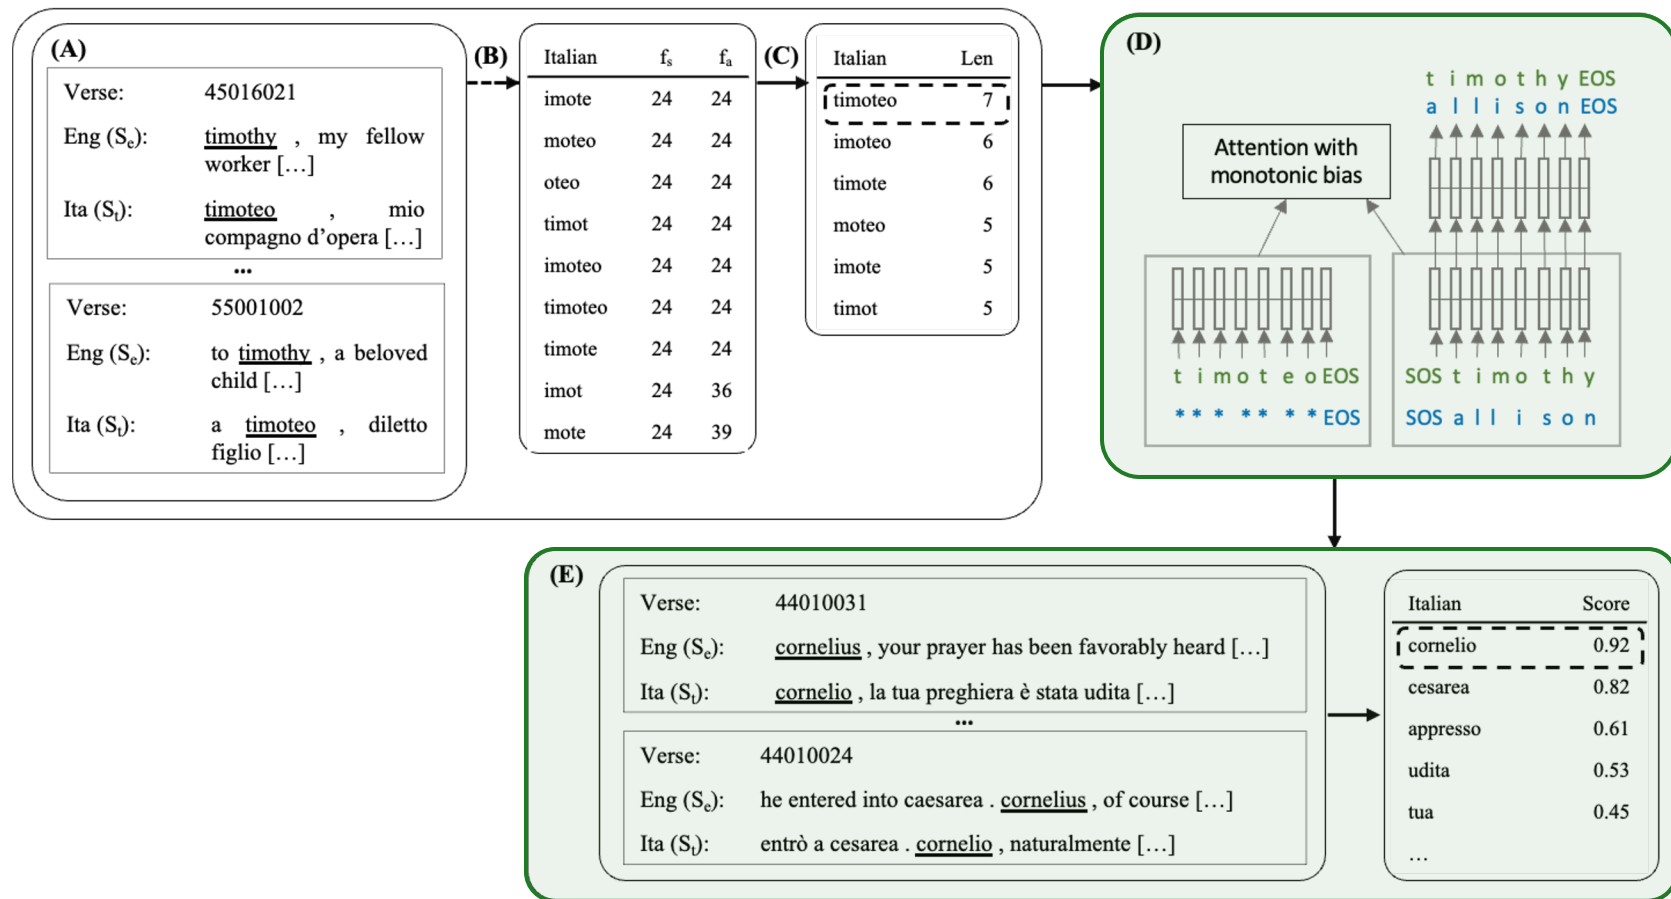 (A)
Verse: 45016021
Eng (Se): timothy , my fellow
worker […]
Ita (St): timoteo , mio
compagno d’opera […]
...
Verse: 55001002
Eng (Se): to timothy , a beloved
child […]
Ita (St): a timoteo , diletto
figlio […]
(B)
Italian fs fa
imote 24 24
moteo 24 24
oteo 24 24
timot 24 24
imoteo 24 24
timoteo 24 24
timote 24 24
imot 24 36
mote 24 39
(C)
Italian Len
timoteo 7
imoteo 6
timote 6
moteo 5
imote 5
timot 5
(D)
t i m o t h y EOS
a l l i s o n EOS
Attention with
monotonic bias
t i m o t e o EOS
* * * * * * * EOS
SOS t i m o t h y
SOS a l l i s o n
(E)
Verse: 44010031
Eng (Se): cornelius , your prayer has been favorably heard […]
Ita (St): cornelio , la tua preghiera è stata udita […]
...
Verse: 44010024
Eng (Se): he entered into caesarea . cornelius , of course […]
Ita (St): entrò a cesarea . cornelio , naturalmente […]
Italian Score
cornelio 0.92
cesarea 0.82
appresso 0.61
udita 0.53
tua 0.45
…